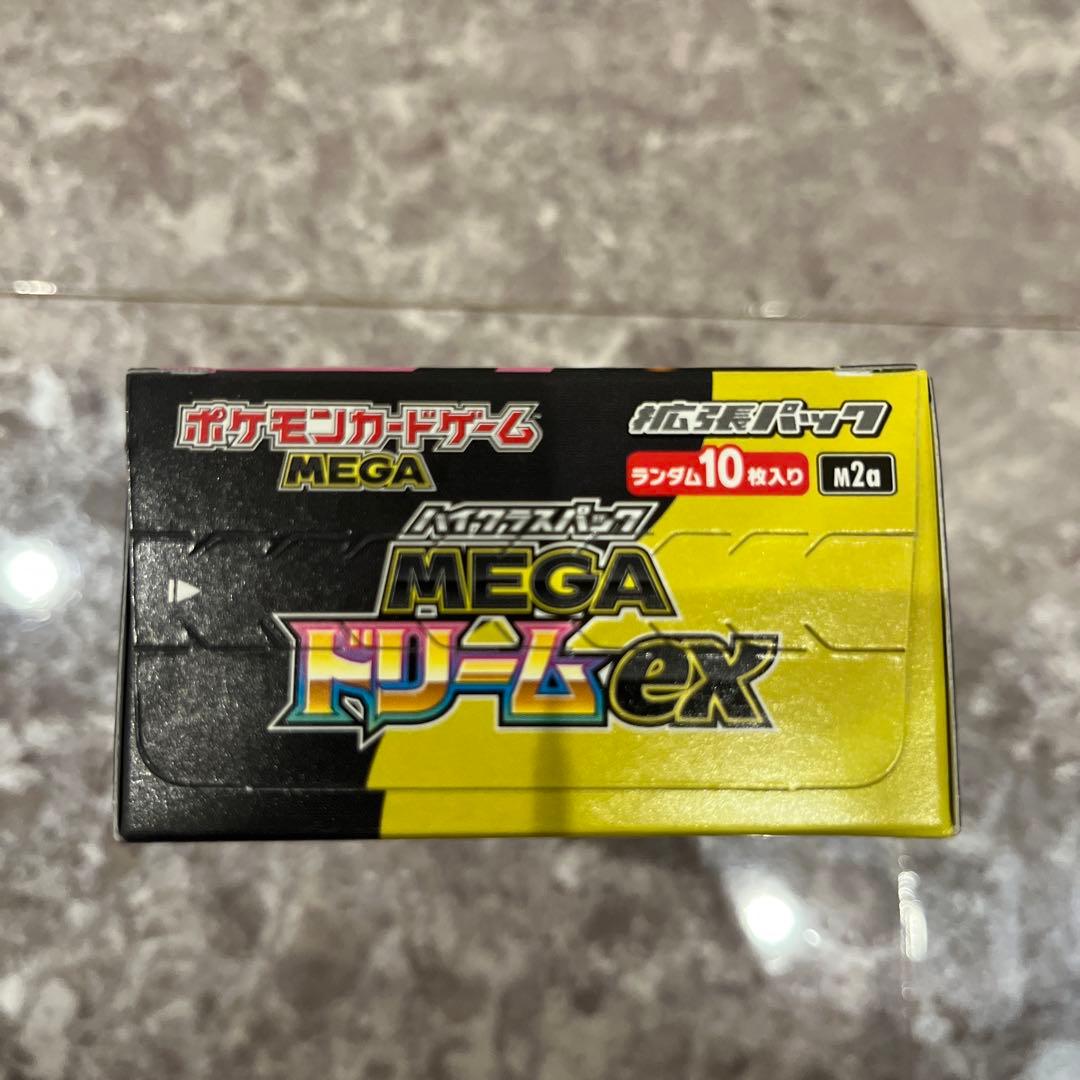 ポケモンカードゲーム
MEGA
拡張パック
ランダム10枚入り
M2a
ハイクラスパック
MEGA
ドリームex